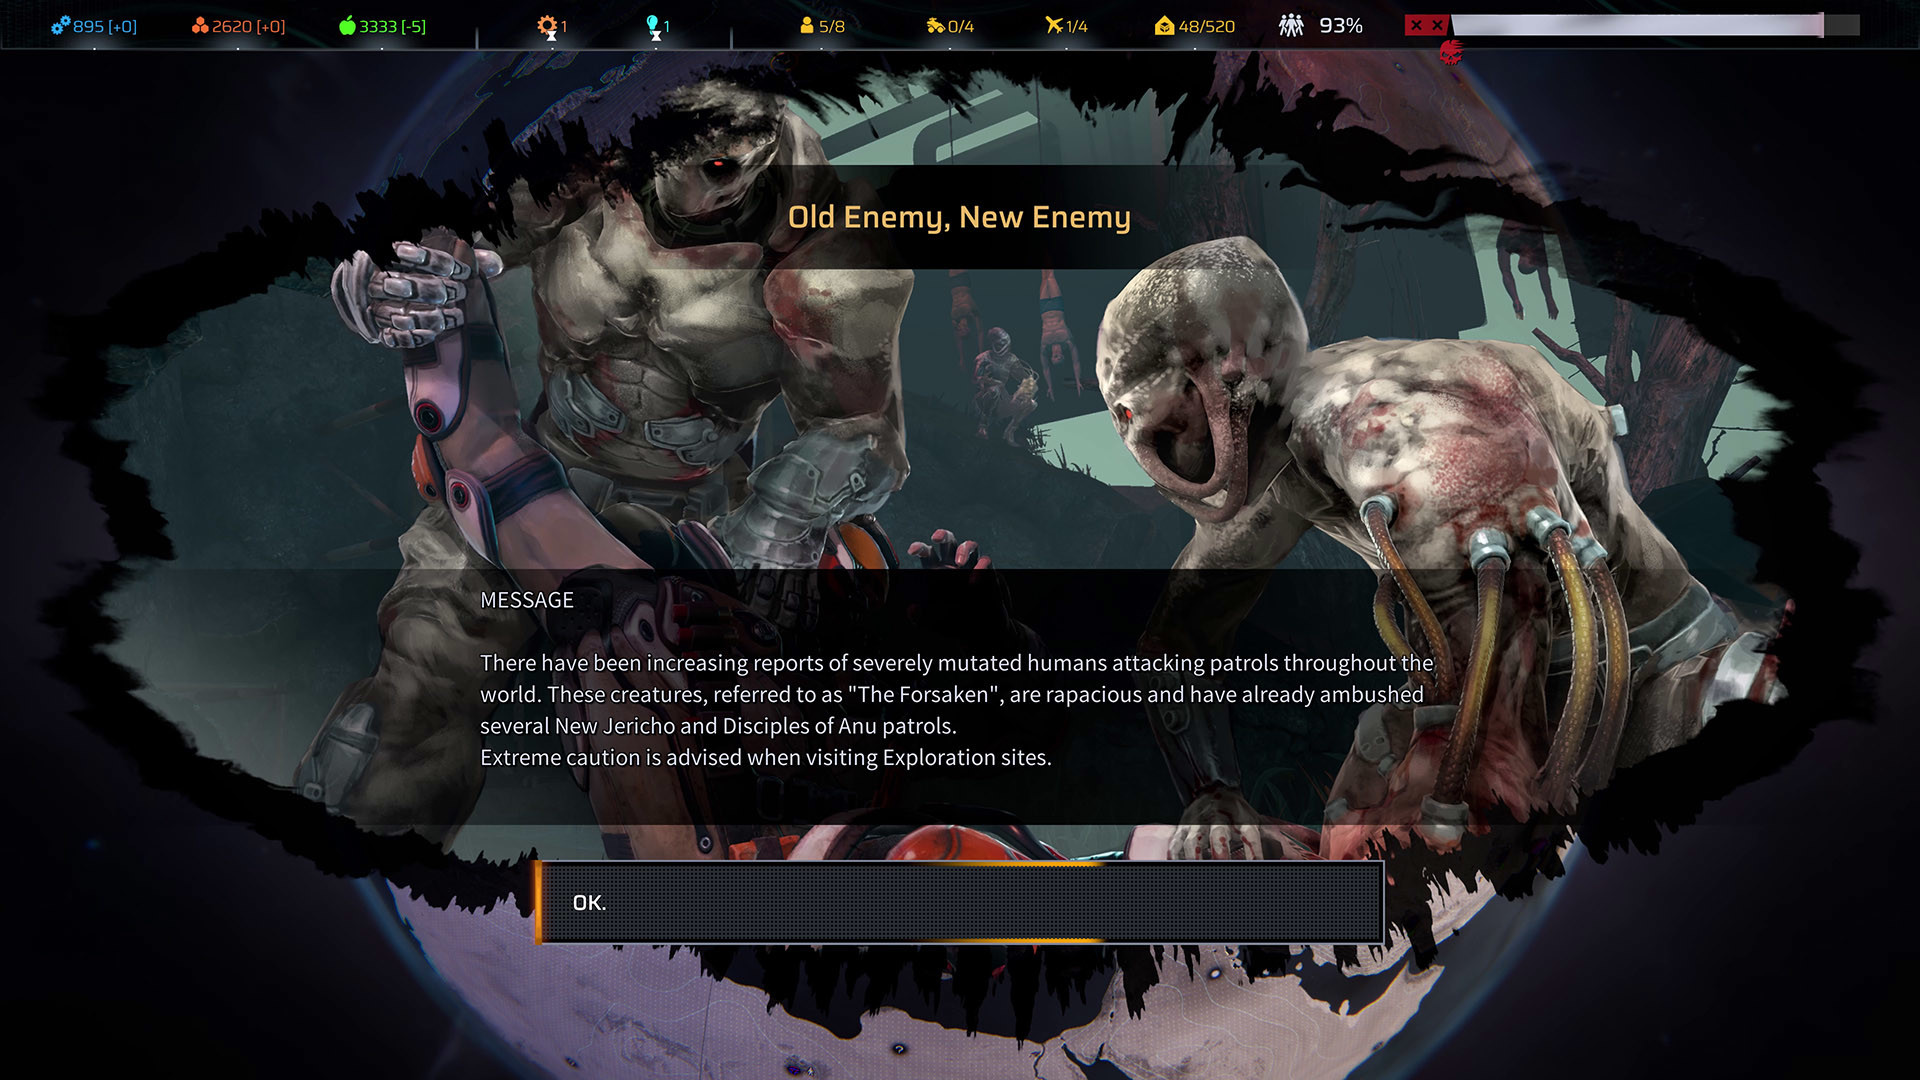 895 [+0] 2620 [+0] 3333 [-5] 1 1 5/8 0/4 1/4 48/520 93%
Old Enemy, New Enemy
MESSAGE
There have been increasing reports of severely mutated humans attacking patrols throughout the
world. These creatures, referred to as "The Forsaken", are rapacious and have already ambushed
several New Jericho and Disciples of Anu patrols.
Extreme caution is advised when visiting Exploration sites.
OK.
?